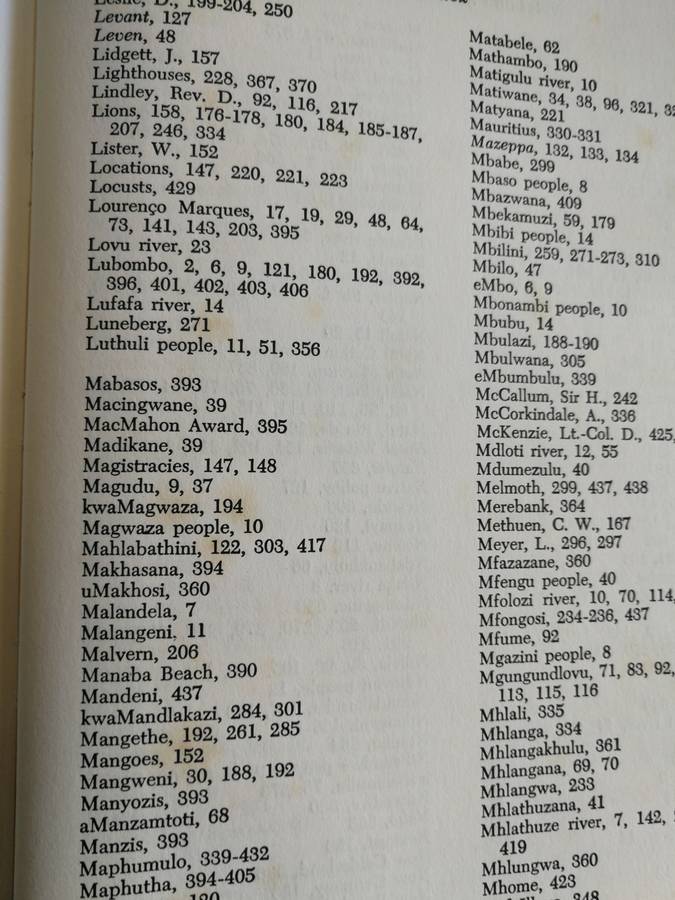 Leslie, D., 199-204, 250
Levant, 127
Leven, 48
Lidgett, J., 157
Lighthouses, 228, 367, 370
Lindley, Rev. D., 92, 116, 217
Lions, 158, 176-178, 180, 184, 185-187,
207, 246, 334
Lister, W., 152
Locations, 147, 220, 221, 223
Locusts, 429
Lourenço Marques, 17, 19, 29, 48, 64,
73, 141, 143, 203, 395
Lovu river, 23
Lubombo, 2, 6, 9, 121, 180, 192, 392,
396, 401, 402, 403, 406
Lufafa river, 14
Luneberg, 271
Luthuli people, 11, 51, 356
Mabasos, 393
Macingwane, 39
MacMahon Award, 395
Madikane, 39
Magistracies, 147, 148
Magudu, 9, 37
kwaMagwaza, 194
Magwaza people, 10
Mahlabathini, 122, 303, 417
Makhasana, 394
uMakhosi, 360
Malandela, 7
Malangeni, 11
Malvern, 206
Manaba Beach, 390
Mandeni, 437
kwaMandlakazi, 284, 301
Mangethe, 192, 261, 285
Mangoes, 152
Mangweni, 30, 188, 192
Manyozis, 393
aManzamtoti, 68
Manzis, 393
Maphumulo, 339-432
Maphutha, 394-405
Matabele, 62
Mathambo, 190
Matigulu river, 10
Matiwane, 34, 38, 96, 321,
Matyana, 221
Mauritius, 330-331
Mazeppa, 132, 133, 134
Mbabe, 299
Mbaso people, 8
Mbazwana, 409
Mbekamuzi, 59, 179
Mbibi people, 14
Mbilini, 259, 271-273, 310
Mbilo, 47
eMbo, 6, 9
Mbonambi people, 10
Mbubu, 14
Mbulazi, 188-190
Mbulwana, 305
eMbumbulu, 339
McCallum, Sir H., 242
McCorkindale, A., 336
McKenzie, Lt.-Col. D., 425,
Mdloti river, 12, 55
Mdumezulu, 40
Melmoth, 299, 437, 438
Merebank, 364
Methuen, C. W., 167
Meyer, L., 296, 297
Mfazazane, 360
Mfengu people, 40
Mfolozi river, 10, 70, 114,
Mfongosi, 234-236, 437
Mfume, 92
Mgazini people, 8
Mgungundlovu, 71, 83, 92,
113, 115, 116
Mhlali, 335
Mhlanga, 334
Mhlangakhulu, 361
Mhlangana, 69, 70
Mhlangwa, 233
Mhlathuzana, 41
Mhlathuze river, 7, 142,
419
Mhlungwa, 360
Mhome, 423